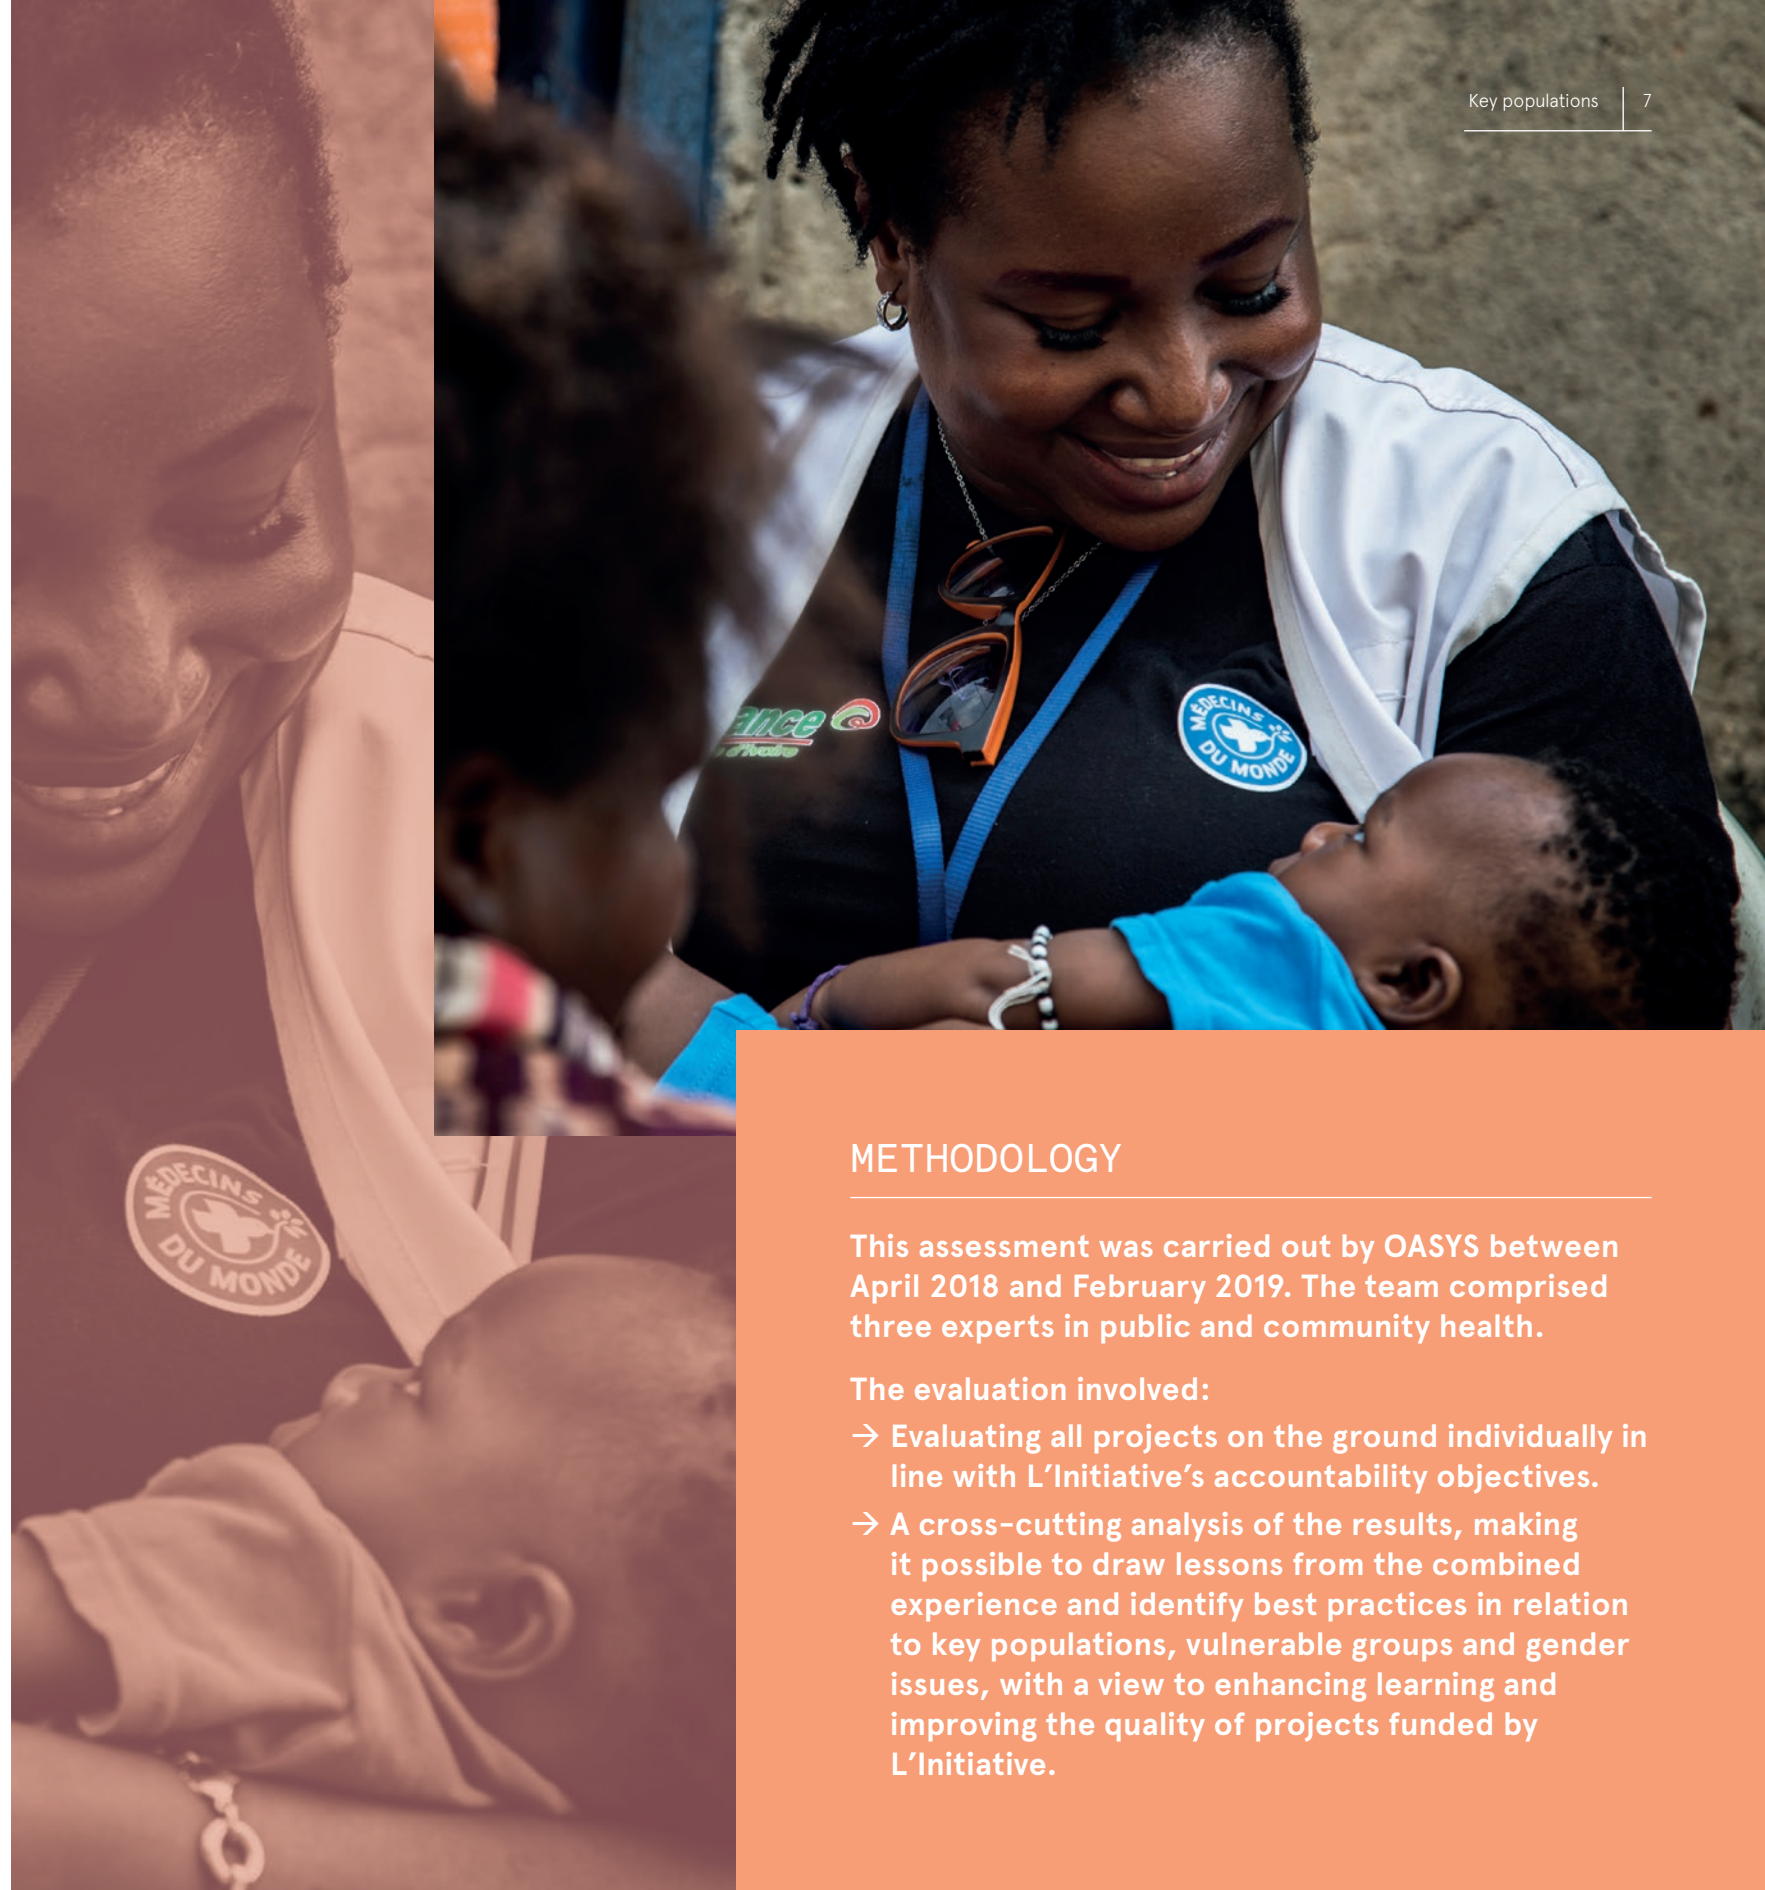 Key populations 7
ance
d'Ivoire
MÉDECINS
DU MONDE
MÉDECINS
DU MONDE
METHODOLOGY
This assessment was carried out by OASYS between
April 2018 and February 2019. The team comprised
three experts in public and community health.
The evaluation involved:
→ Evaluating all projects on the ground individually in
line with L’Initiative’s accountability objectives.
→ A cross-cutting analysis of the results, making
it possible to draw lessons from the combined
experience and identify best practices in relation
to key populations, vulnerable groups and gender
issues, with a view to enhancing learning and
improving the quality of projects funded by
L’Initiative.